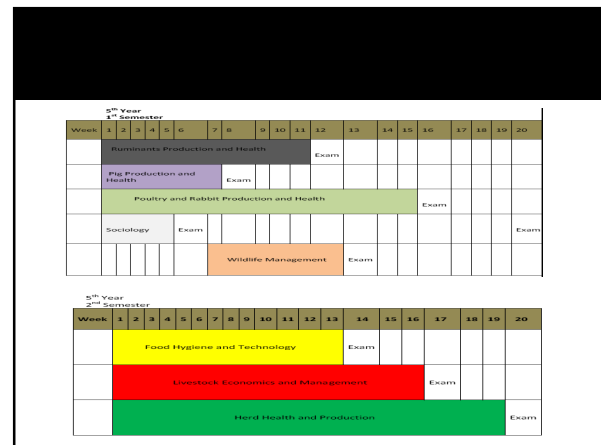 5th Year
1st Semester
Week 1 2 3 4 5 6 7 8 9 10 11 12 13 14 15 16 17 18 19 20
Ruminants Production and Health
Exam
Pig Production and
Health
Exam
Poultry and Rabbit Production and Health
Exam
Sociology Exam Exam
Wildlife Management Exam
5th Year
2nd Semester
Week 1 2 3 4 5 6 7 8 9 10 11 12 13 14 15 16 17 18 19 20
Food Hygiene and Technology Exam
Livestock Economics and Management Exam
Herd Health and Production Exam